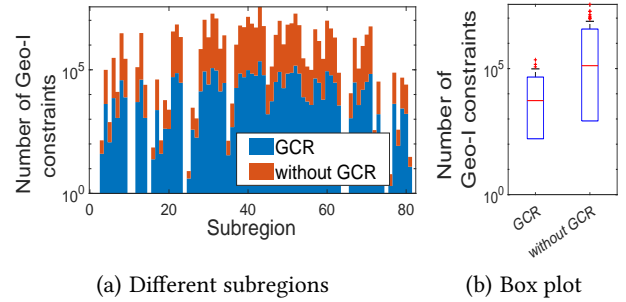 Number of Geo-I
constraints
10^5
10^0
GCR
without GCR
0
20
40
60
80
Subregion
(a) Different subregions
Number of
Geo-I constraints
10^5
10^0
GCR
without GCR
(b) Box plot